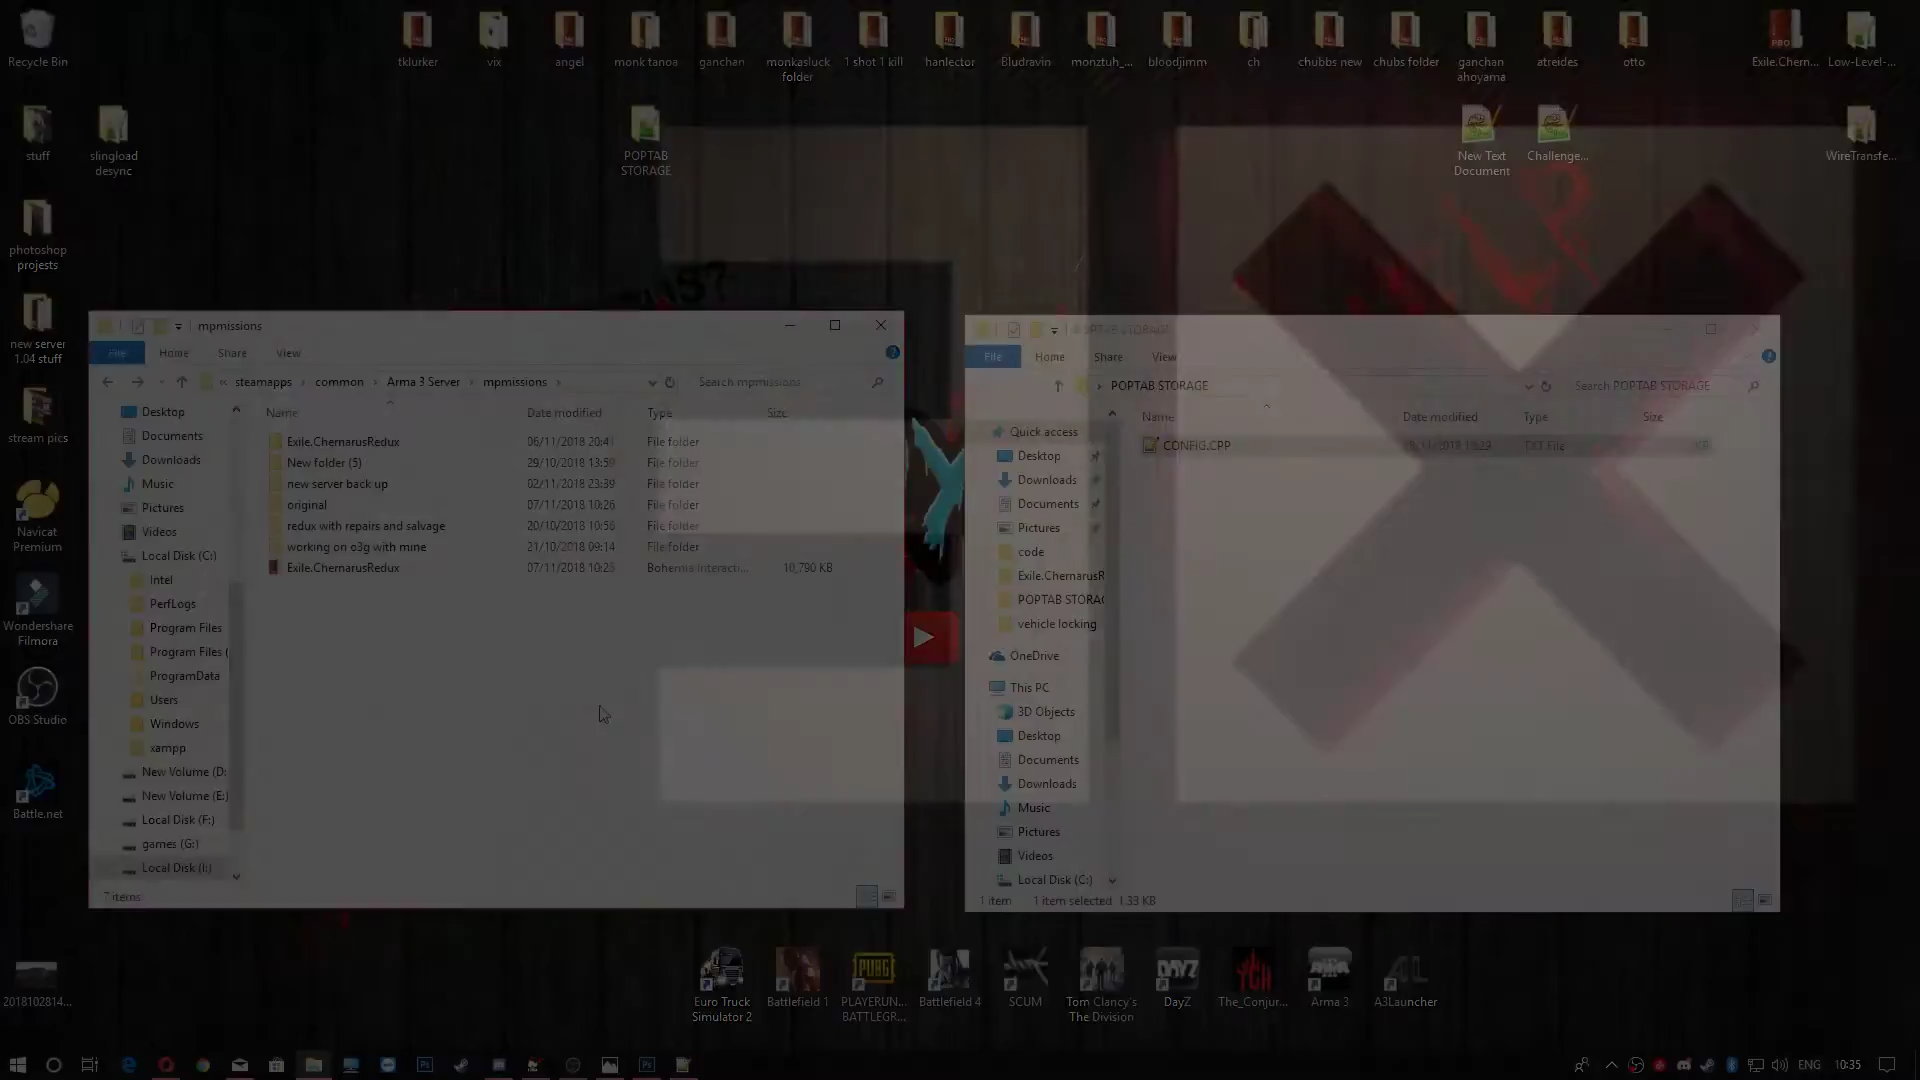 Recycle Bin
tklurker
vix
angel
monk tanoa
ganchan
monkasluck
folder
1 shot 1 kill
hanlector
Bludravin
monztuh_...
bloodjimm
ch
chubbs new
chubs folder
ganchan
ahoyama
atreides
otto
Exile.Chern...
Low-Level-...
stuff
slingload
desync
POPTAB
STORAGE
New Text
Document
Challenge...
WireTransfe...
photoshop
projests
new server
1.04 stuff
stream pics
Navicat
Premium
Wondershare
Filmora
OBS Studio
Battle.net
2018102814...
mpmissions
File
Home
Share
View
steamapps
common
Arma 3 Server
mpmissions
Search mpmissions
Desktop
Documents
Downloads
Music
Pictures
Videos
Local Disk (C:)
Intel
PerfLogs
Program Files
Program Files (
ProgramData
Users
Windows
xampp
New Volume (D:
New Volume (E:)
Local Disk (F:)
games (G:)
Local Disk (I:)
Name Date modified Type Size
Exile.ChernarusRedux 06/11/2018 20:41 File folder
New folder (5) 29/10/2018 13:59 File folder
new server back up 02/11/2018 23:39 File folder
original 07/11/2018 10:26 File folder
redux with repairs and salvage 20/10/2018 10:58 File folder
working on o3g with mine 21/10/2018 09:14 File folder
Exile.ChernarusRedux 07/11/2018 10:25 Bohemia Interacti... 10,790 KB
7 items
POPTAB STORAGE
File
Home
Share
View
POPTAB STORAGE
Search POPTAB STORAGE
Quick access
Desktop
Downloads
Documents
Pictures
code
Exile.ChernarusR
POPTAB STORAG
vehicle locking
OneDrive
This PC
3D Objects
Desktop
Documents
Downloads
Music
Pictures
Videos
Local Disk (C:)
Name Date modified Type Size
CONFIG.CPP TXT File KB
1 item 1 item selected 1.33 KB
Euro Truck
Simulator 2
Battlefield 1
PLAYERUN...
BATTLEGR...
Battlefield 4
SCUM
Tom Clancy's
The Division
DayZ
The_Conjur...
Arma 3
A3Launcher
ENG
10:35